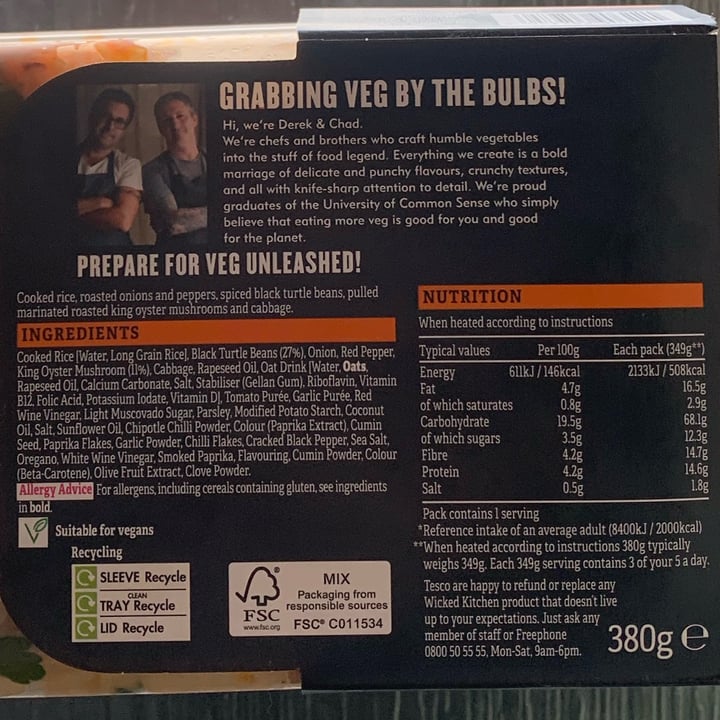 GRABBING VEG BY THE BULBS!
Hi, we're Derek & Chad.
We're chefs and brothers who craft humble vegetables
into the stuff of food legend. Everything we create is a bold
marriage of delicate and punchy flavours, crunchy textures,
and all with knife-sharp attention to detail. We're proud
graduates of the University of Common Sense who simply
believe that eating more veg is good for you and good
for the planet.
PREPARE FOR VEG UNLEASHED!
Cooked rice, roasted onions and peppers, spiced black turtle beans, pulled
marinated roasted king oyster mushrooms and cabbage.
INGREDIENTS
Cooked Rice [Water, Long Grain Rice], Black Turtle Beans (27%), Onion, Red Pepper,
King Oyster Mushroom (11%), Cabbage, Rapeseed Oil, Oat Drink [Water, Oats,
Rapeseed Oil, Calcium Carbonate, Salt, Stabiliser (Gellan Gum), Riboflavin, Vitamin
B12, Folic Acid, Potassium Iodate, Vitamin D], Tomato Purée, Garlic Purée, Red
Wine Vinegar, Light Muscovado Sugar, Parsley, Modified Potato Starch, Coconut
Oil, Salt, Sunflower Oil, Chipotle Chilli Powder, Colour (Paprika Extract), Cumin
Seed, Paprika Flakes, Garlic Powder, Chilli Flakes, Cracked Black Pepper, Sea Salt,
Oregano, White Wine Vinegar, Smoked Paprika, Flavouring, Cumin Powder, Colour
(Beta-Carotene), Olive Fruit Extract, Clove Powder.
Allergy Advice For allergens, including cereals containing gluten, see ingredients
in bold.
V Suitable for vegans
Recycling
SLEEVE Recycle
CLEAN
TRAY Recycle
LID Recycle
FSC
www.fsc.org
MIX
Packaging from
responsible sources
FSC® C011534
NUTRITION
When heated according to instructions
Typical values Per 100g Each pack (349g**)
Energy 611kJ / 146kcal 2133kJ / 508kcal
Fat 4.7g 16.5g
of which saturates 0.8g 2.9g
Carbohydrate 19.5g 68.1g
of which sugars 3.5g 12.3g
Fibre 4.2g 14.7g
Protein 4.2g 14.6g
Salt 0.5g 1.8g
Pack contains 1 serving
*Reference intake of an average adult (8400kJ / 2000kcal)
**When heated according to instructions 380g typically
weighs 349g. Each 349g serving contains 3 of your 5 a day.
Tesco are happy to refund or replace any
Wicked Kitchen product that doesn't live
up to your expectations. Just ask any
member of staff or Freephone
0800 50 55 55, Mon-Sat, 9am-6pm.
380g e